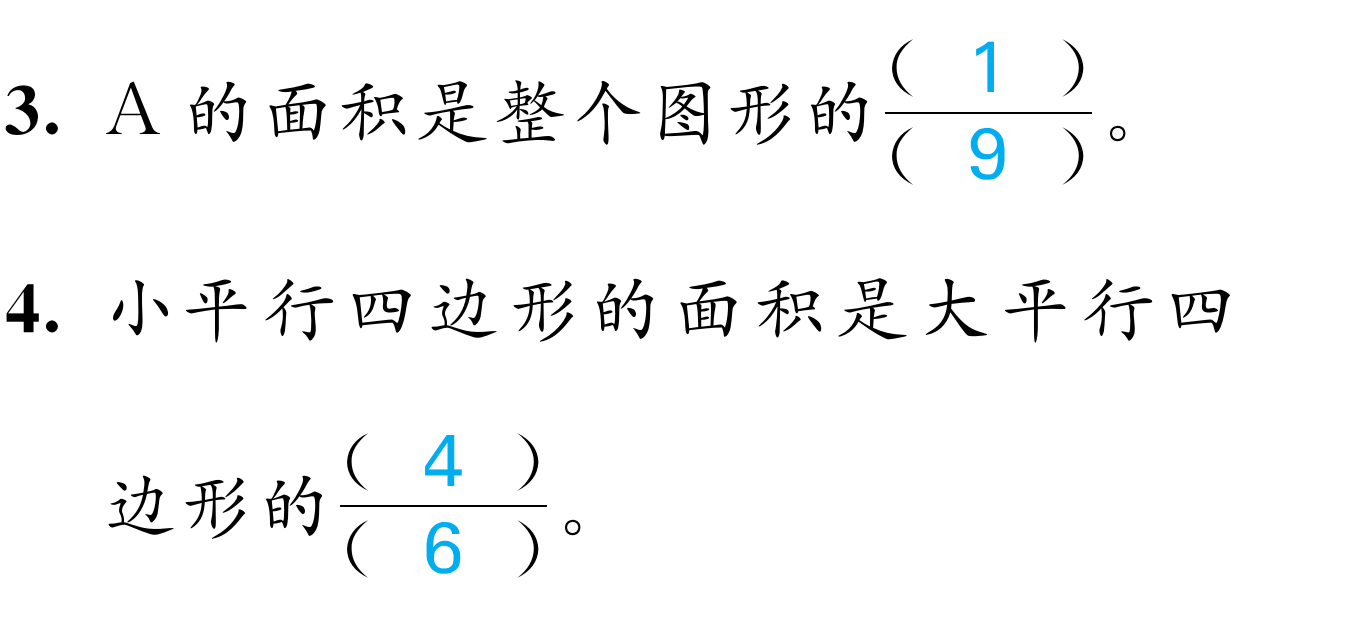 3. A 的面积是整个图形的( 1 )/( 9 )。
4. 小平行四边形的面积是大平行四
边形的( 4 )/( 6 )。